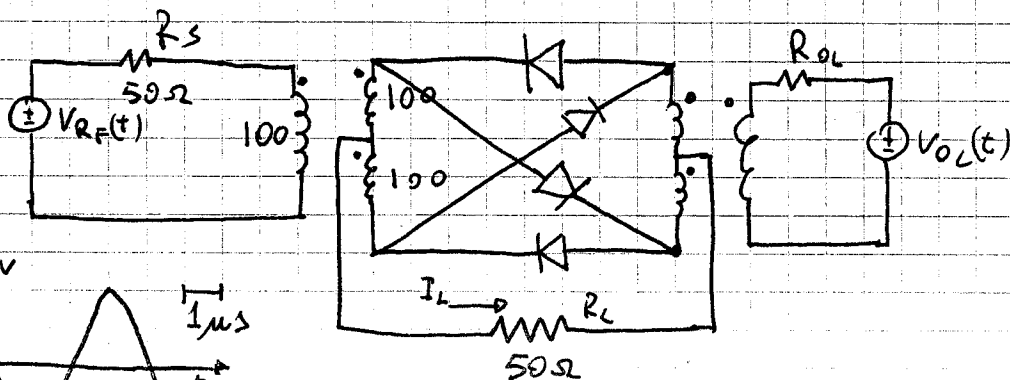 Rs
50Ω
VRF(t)
100
100
100
ROL
VOL(t)
V
1μs
IL
RL
50Ω
t